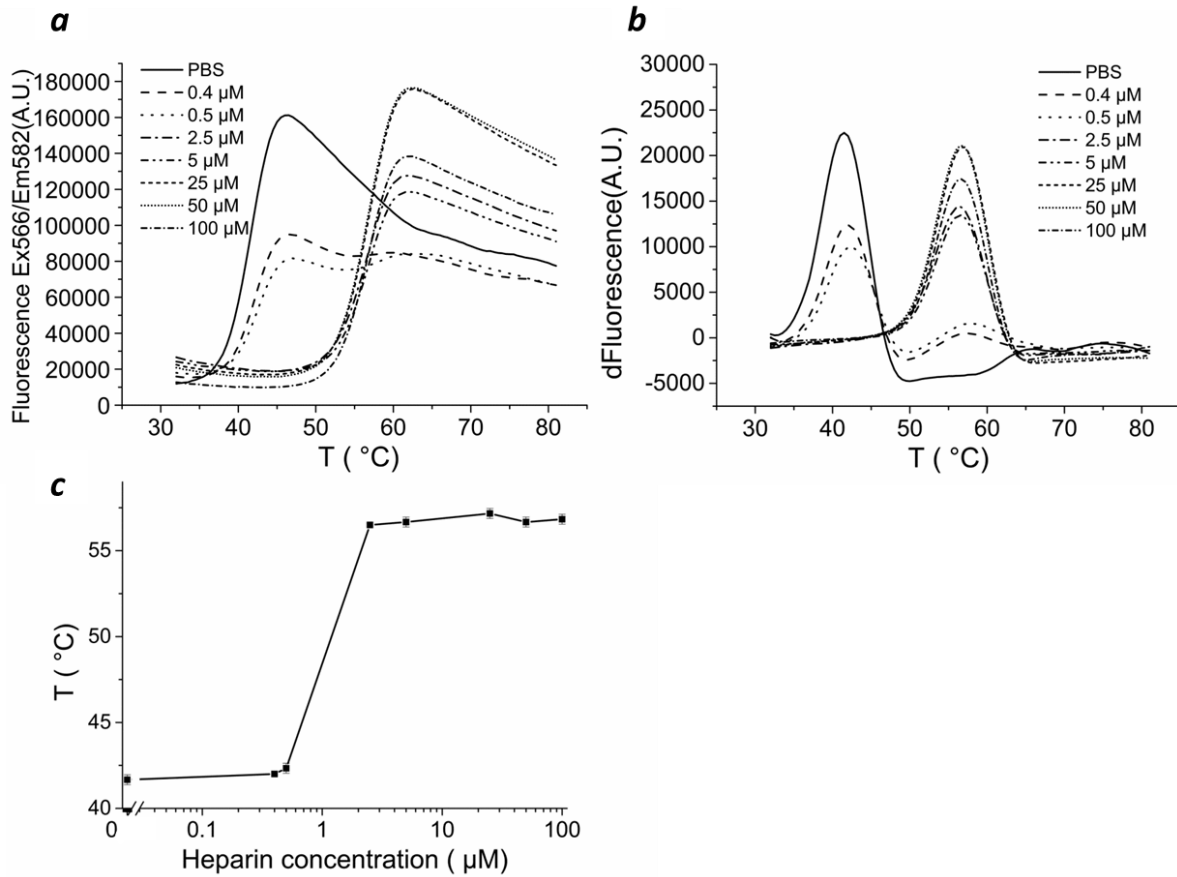 a
Fluorescence Ex566/Em582(A.U.)
180000
160000
140000
120000
100000
80000
60000
40000
20000
0
PBS
0.4 µM
0.5 µM
2.5 µM
5 µM
25 µM
50 µM
100 µM
30 40 50 60 70 80
T ( °C)
b
dFluorescence(A.U.)
30000
25000
20000
15000
10000
5000
0
-5000
PBS
0.4 µM
0.5 µM
2.5 µM
5 µM
25 µM
50 µM
100 µM
30 40 50 60 70 80
T ( °C)
c
T ( °C)
55
50
45
40
0 0.1 1 10 100
Heparin concentration ( µM)